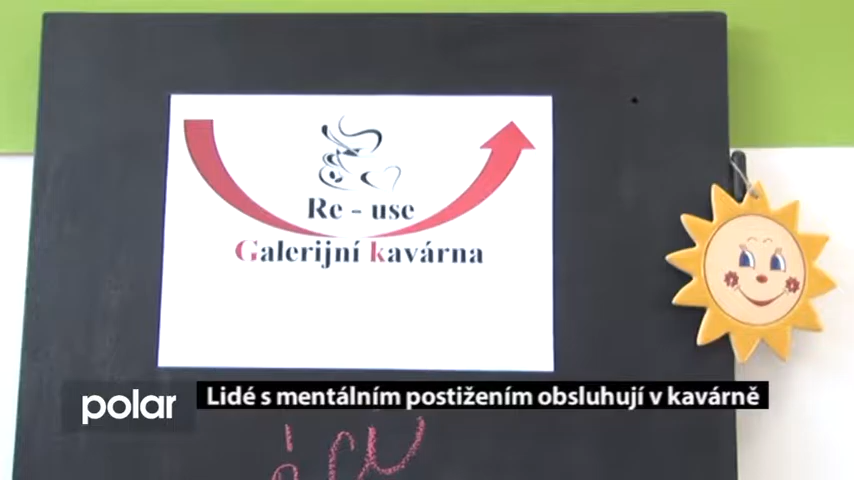 Re - use
Galerijní kavárna
polar
Lidé s mentálním postižením obsluhují v kavárně